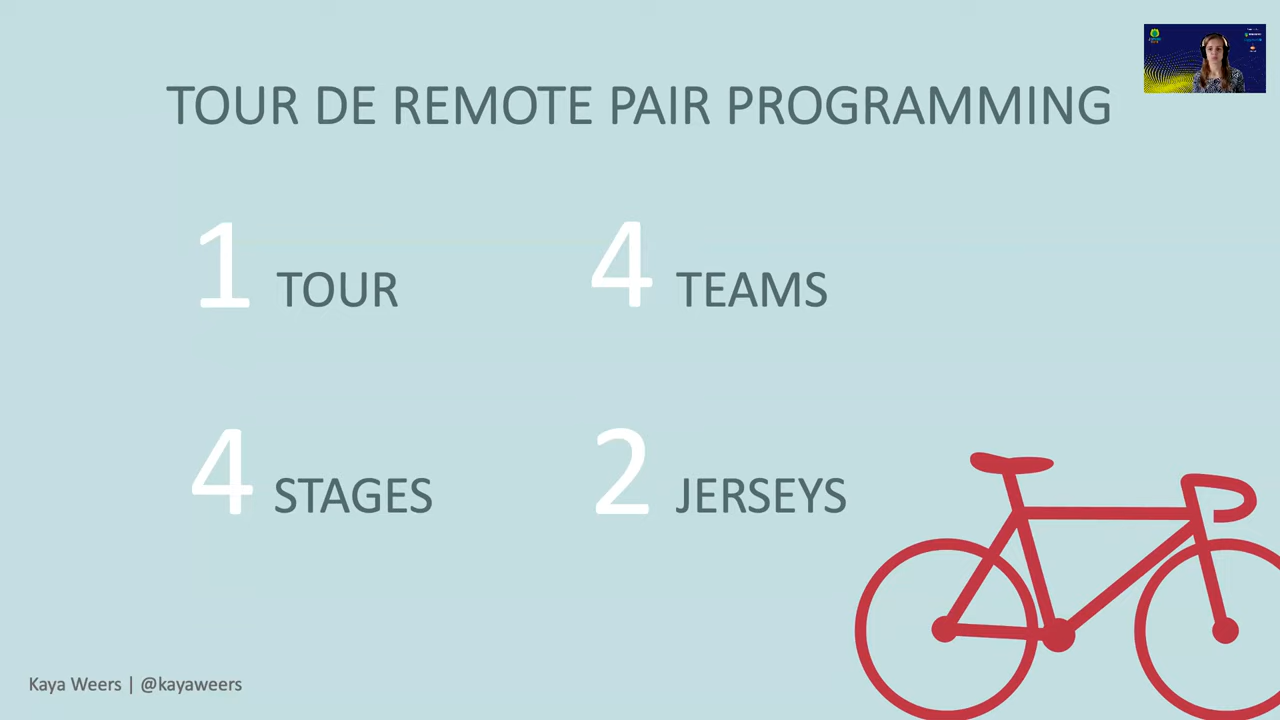 TOUR DE REMOTE PAIR PROGRAMMING
1 TOUR
4 TEAMS
4 STAGES
2 JERSEYS
Kaya Weers | @kayaweers